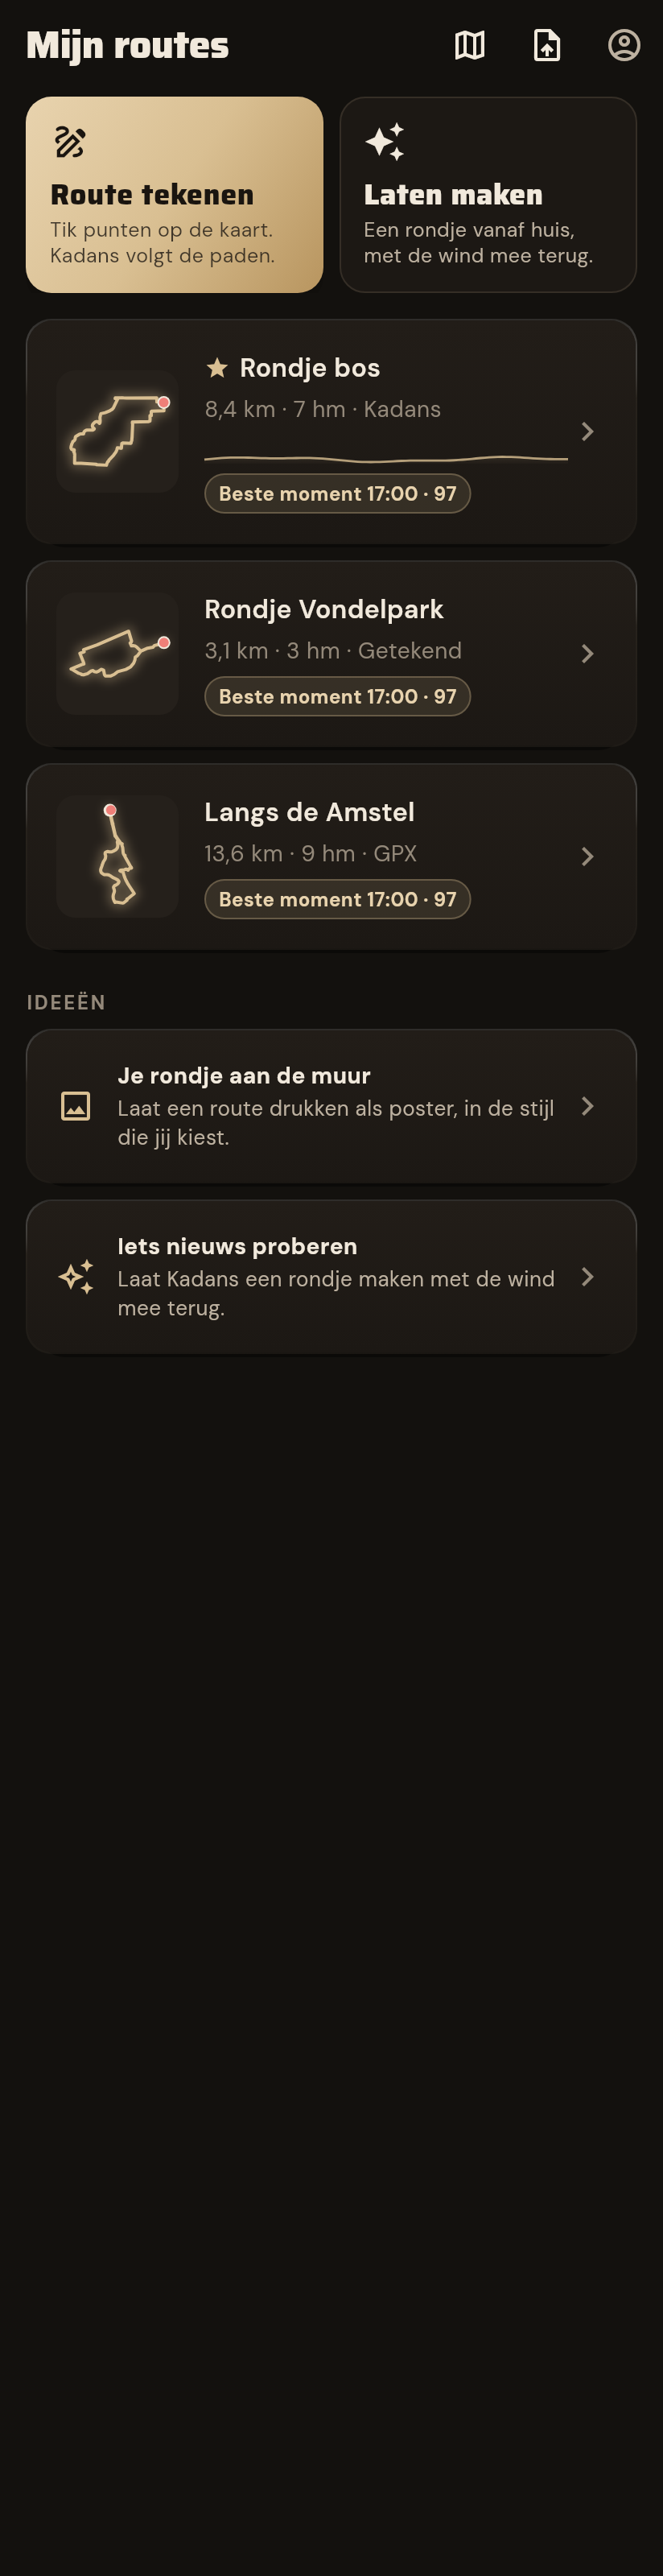 Mijn routes
Route tekenen
Tik punten op de kaart.
Kadans volgt de paden.
Laten maken
Een rondje vanaf huis,
met de wind mee terug.
Rondje bos
8,4 km · 7 hm · Kadans
Beste moment 17:00 · 97
Rondje Vondelpark
3,1 km · 3 hm · Getekend
Beste moment 17:00 · 97
Langs de Amstel
13,6 km · 9 hm · GPX
Beste moment 17:00 · 97
IDEEËN
Je rondje aan de muur
Laat een route drukken als poster, in de stijl
die jij kiest.
Iets nieuws proberen
Laat Kadans een rondje maken met de wind
mee terug.